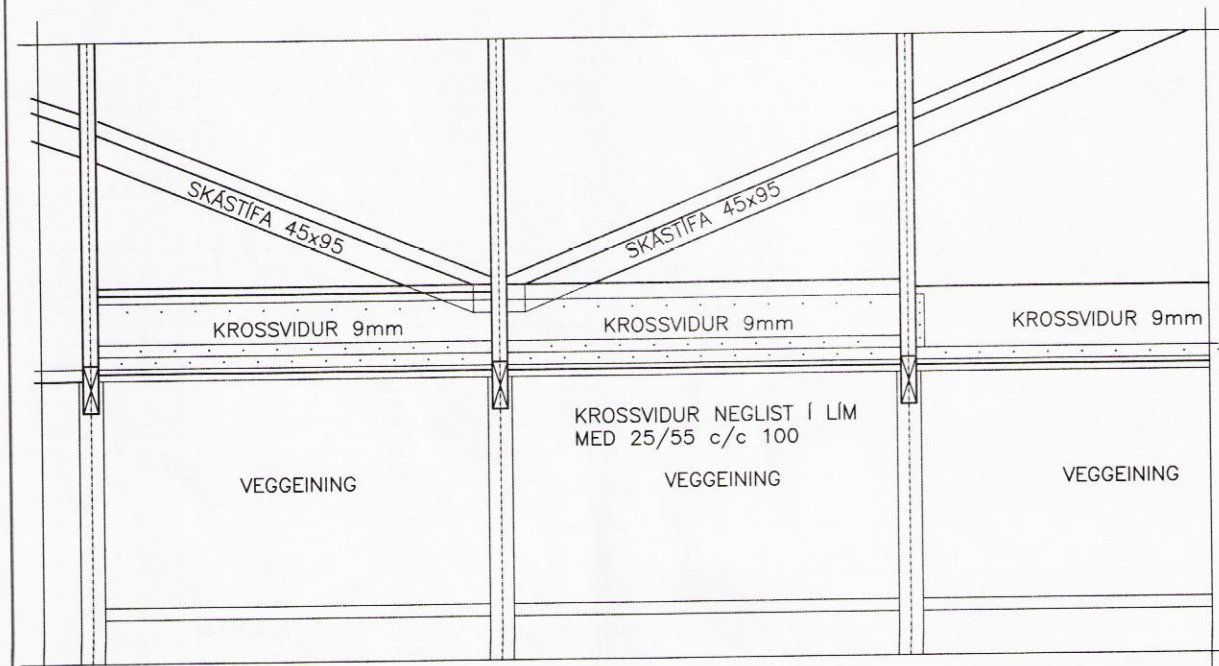 SKÁSTÍFA 45x95
SKÁSTÍFA 45x95
KROSSVIDUR 9mm
KROSSVIDUR 9mm
KROSSVIDUR 9mm
KROSSVIDUR NEGLIST Í LÍM
MED 25/55 c/c 100
VEGGEINING
VEGGEINING
VEGGEINING